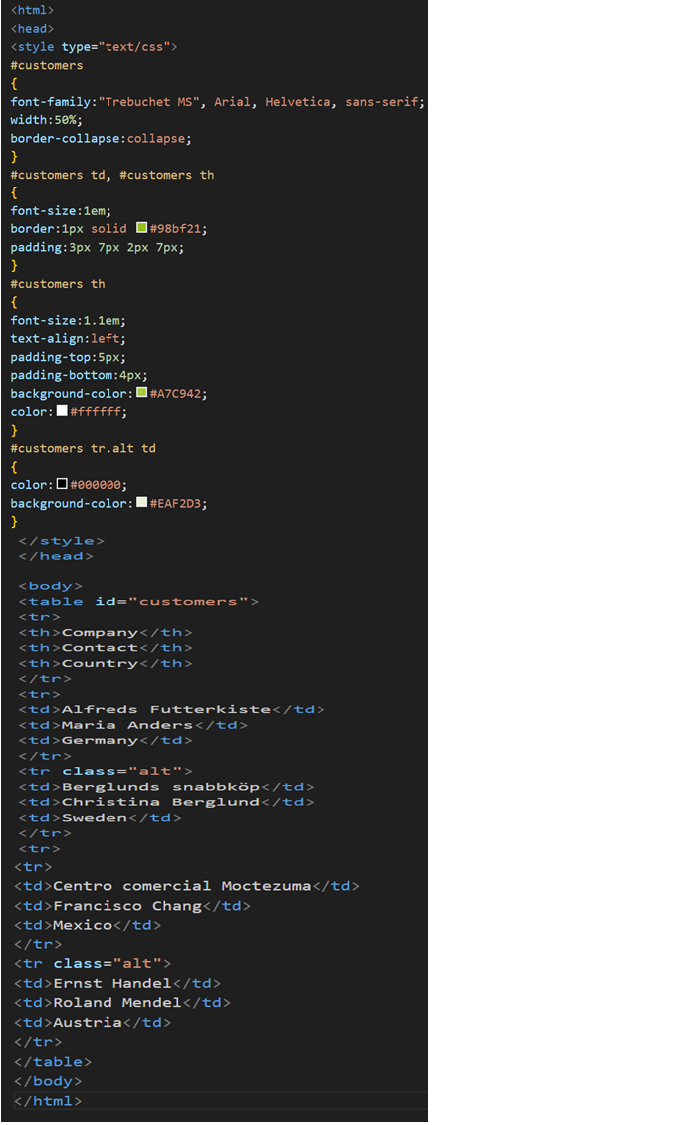 <html>
<head>
<style type="text/css">
#customers
{
font-family:"Trebuchet MS", Arial, Helvetica, sans-serif;
width:50%;
border-collapse:collapse;
}
#customers td, #customers th
{
font-size:1em;
border:1px solid #98bf21;
padding:3px 7px 2px 7px;
}
#customers th
{
font-size:1.1em;
text-align:left;
padding-top:5px;
padding-bottom:4px;
background-color:#A7C942;
color:#ffffff;
}
#customers tr.alt td
{
color:#000000;
background-color:#EAF2D3;
}
</style>
</head>
<body>
<table id="customers">
<tr>
<th>Company</th>
<th>Contact</th>
<th>Country</th>
</tr>
<tr>
<td>Alfreds Futterkiste</td>
<td>Maria Anders</td>
<td>Germany</td>
</tr>
<tr class="alt">
<td>Berglunds snabbköp</td>
<td>Christina Berglund</td>
<td>Sweden</td>
</tr>
<tr>
<tr>
<td>Centro comercial Moctezuma</td>
<td>Francisco Chang</td>
<td>Mexico</td>
</tr>
<tr class="alt">
<td>Ernst Handel</td>
<td>Roland Mendel</td>
<td>Austria</td>
</tr>
</table>
</body>
</html>